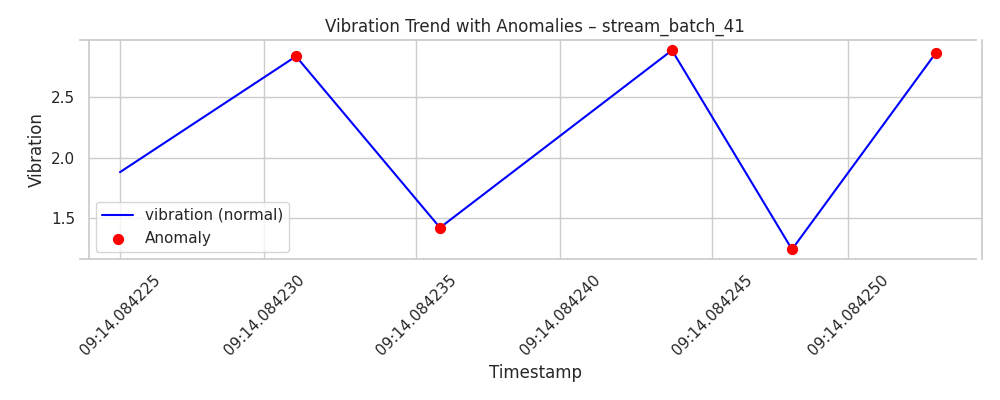 Vibration Trend with Anomalies – stream_batch_41
Vibration
2.5
2.0
1.5
vibration (normal)
Anomaly
09:14.084225
09:14.084230
09:14.084235
09:14.084240
09:14.084245
09:14.084250
Timestamp